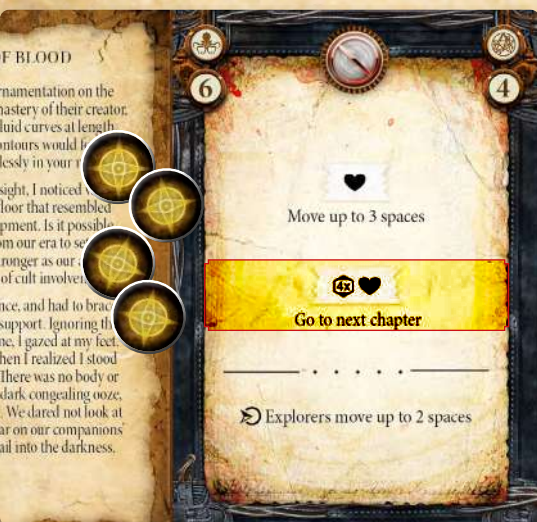 OF BLOOD
rnamentation on the
mastery of their creator,
luid curves at length
ontours would
lessly in your
sight, I noticed
loor that resembled
pment. Is it possible
om our era to
ronger as our
of cult
nce, and had to brace
support. Ignoring
ne, I gazed at my feet,
hen I realized I stood
There was no body or
dark congealing ooze,
We dared not look at
ar on our companions'
ail into the darkness.
6
4
Move up to 3 spaces
4x
Go to next chapter
Explorers move up to 2 spaces